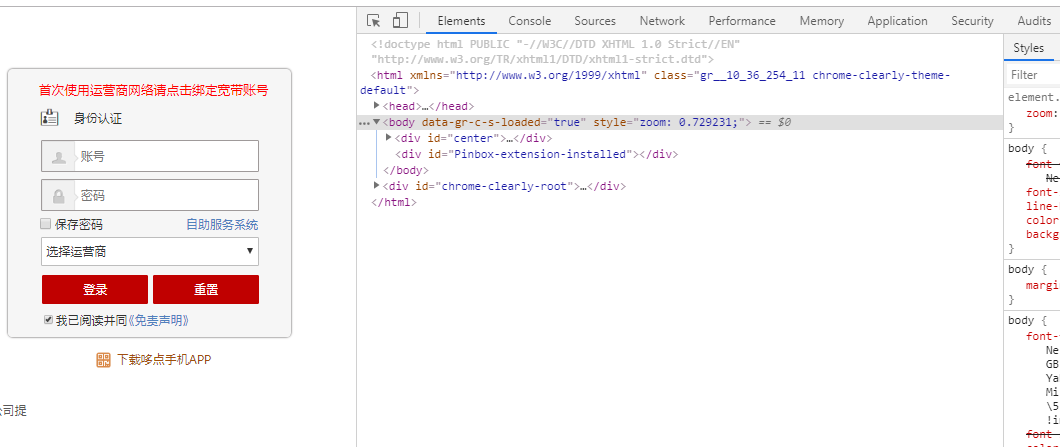 首次使用运营商网络请点击绑定宽带账号
身份认证
账号
密码
保存密码 自助服务系统
选择运营商
登录 重置
我已阅读并同《免责声明》
下载哆点手机APP
公司提
Elements Console Sources Network Performance Memory Application Security Audits
<!doctype html PUBLIC "-//W3C//DTD XHTML 1.0 Strict//EN"
"http://www.w3.org/TR/xhtml1/DTD/xhtml1-strict.dtd">
<html xmlns="http://www.w3.org/1999/xhtml" class="gr__10_36_254_11 chrome-clearly-theme-
default">
<head>…</head>
<body data-gr-c-s-loaded="true" style="zoom: 0.729231;"> == $0
<div id="center">…</div>
<div id="Pinbox-extension-installed"></div>
</body>
<div id="chrome-clearly-root">…</div>
</html>
Styles
Filter
element.
zoom:
}
body {
font-
Ne
font-
line-
color
backg
}
body {
margi
}
body {
font-
Ne
GB
Ya
Mi
\5
!i
font-
color